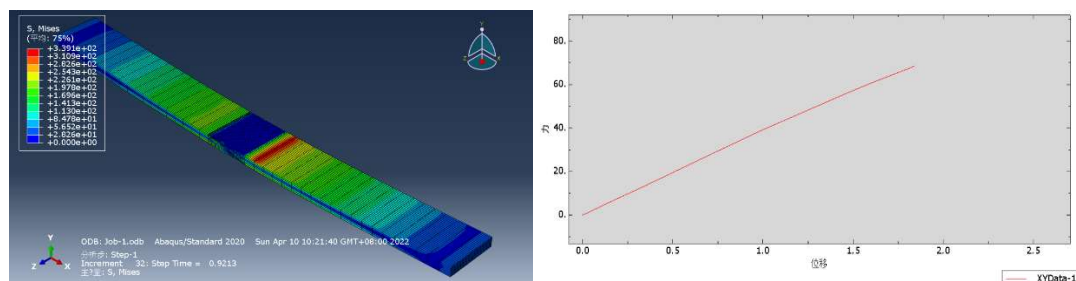 S, Mises
(平均: 75%)
+3.391e+02
+3.109e+02
+2.826e+02
+2.543e+02
+2.261e+02
+1.978e+02
+1.696e+02
+1.413e+02
+1.130e+02
+8.478e+01
+5.652e+01
+2.826e+01
+0.000e+00
Y
Z
X
ODB: Job-1.odb Abaqus/Standard 2020 Sun Apr 10 10:21:40 GMT+08:00 2022
分析步: Step-1
Increment 32: Step Time = 0.9213
主变量: S, Mises
80.
60.
40.
20.
0.
力
0.0 0.5 1.0 1.5 2.0 2.5
位移
XYData-1